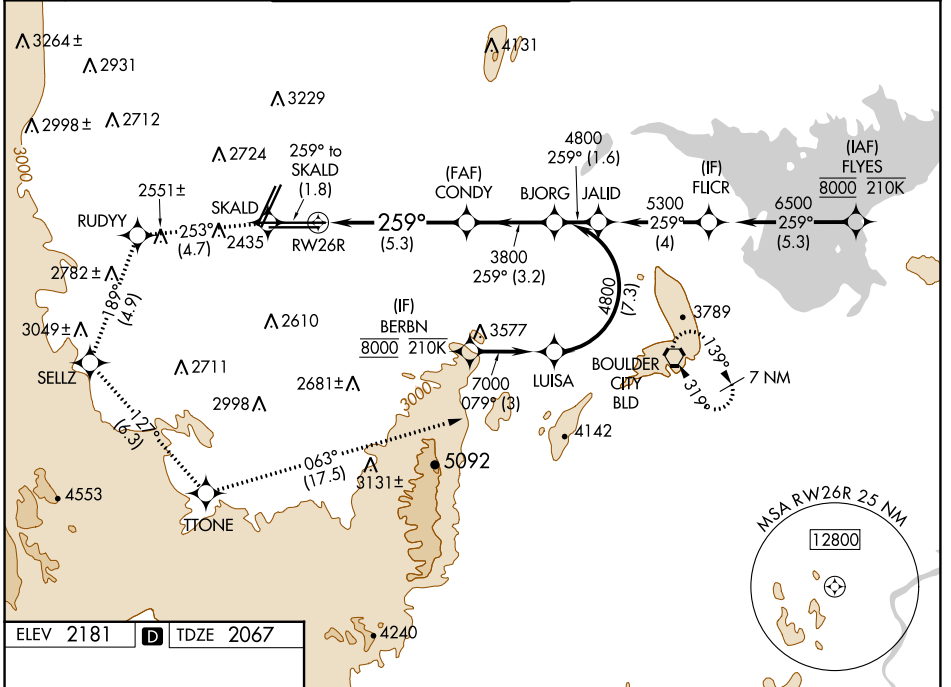 3264±
2931
2998±
2712
3000
3229
2724
4131
2551±
259° to
SKALD
(1.8)
SKALD
RUDYY
253°
(4.7)
2435
RW26R
259°
(5.3)
(FAF)
CONDY
BJORG
JALID
4800
259° (1.6)
3800
259° (3.2)
(IF)
FLICR
5300
259°
(4)
(IAF)
FLYES
8000 210K
6500
259°
(5.3)
2782±
189°
(4.9)
3049±
2610
SELLZ
2711
2998
2681±
(IF)
BERBN
8000 210K
3577
3000
7000
079° (3)
LUISA
4800
(7.3)
3789
BOULDER
CITY
BLD
139°
319°
7 NM
4142
127°
(6.3)
063°
(17.5)
3131±
5092
TTONE
4553
4240
MSA RW26R 25 NM
12800
ELEV 2181 D TDZE 2067